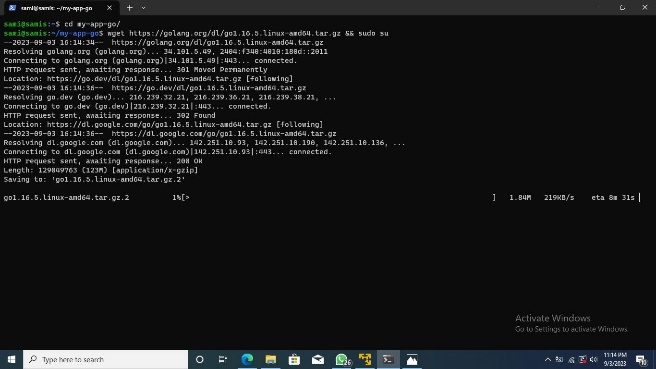 sami@samis: ~/my-app-go
sami@samis:~$ cd my-app-go/
sami@samis:~/my-app-go$ wget https://golang.org/dl/go1.16.5.linux-amd64.tar.gz && sudo su
--2023-09-03 16:14:34--  https://golang.org/dl/go1.16.5.linux-amd64.tar.gz
Resolving golang.org (golang.org)... 34.101.5.49, 2404:f340:4010:180d::2011
Connecting to golang.org (golang.org)|34.101.5.49|:443... connected.
HTTP request sent, awaiting response... 301 Moved Permanently
Location: https://go.dev/dl/go1.16.5.linux-amd64.tar.gz [following]
--2023-09-03 16:14:36--  https://go.dev/dl/go1.16.5.linux-amd64.tar.gz
Resolving go.dev (go.dev)... 216.239.32.21, 216.239.36.21, 216.239.38.21, ...
Connecting to go.dev (go.dev)|216.239.32.21|:443... connected.
HTTP request sent, awaiting response... 302 Found
Location: https://dl.google.com/go/go1.16.5.linux-amd64.tar.gz [following]
--2023-09-03 16:14:36--  https://dl.google.com/go/go1.16.5.linux-amd64.tar.gz
Resolving dl.google.com (dl.google.com)... 142.251.10.93, 142.251.10.190, 142.251.10.136, ...
Connecting to dl.google.com (dl.google.com)|142.251.10.93|:443... connected.
HTTP request sent, awaiting response... 200 OK
Length: 129049763 (123M) [application/x-gzip]
Saving to: 'go1.16.5.linux-amd64.tar.gz.2'
go1.16.5.linux-amd64.tar.gz.2 1%[> ] 1.84M 219KB/s eta 8m 31s
Activate Windows
Go to Settings to activate Windows.
Type here to search
26
11:14 PM
9/3/2023